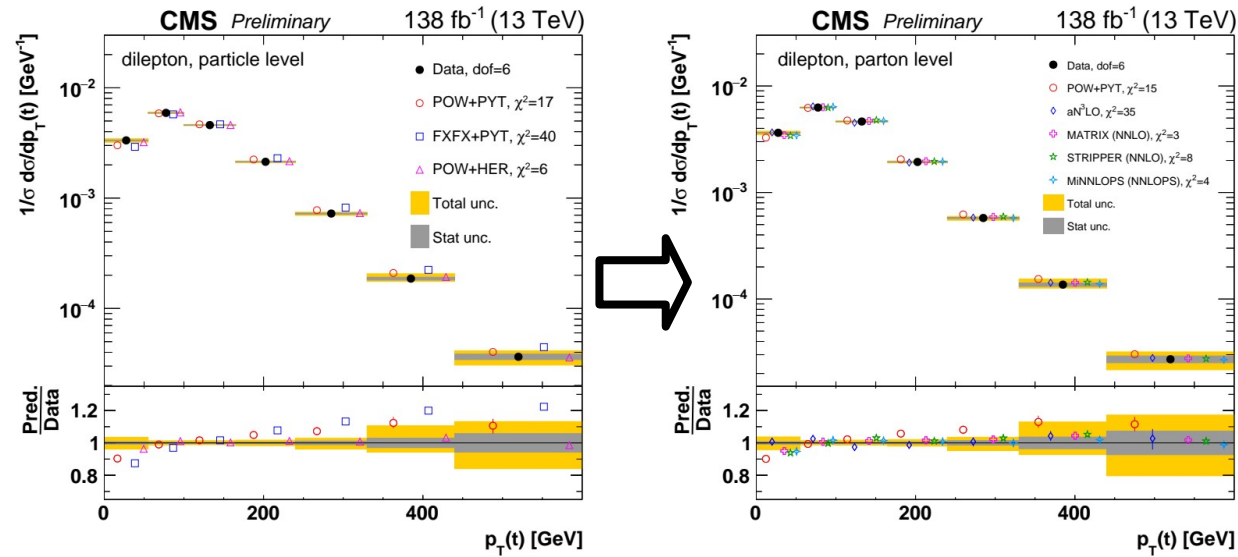 CMS Preliminary 138 fb⁻¹ (13 TeV)
1/σ dσ/dp_T(t) [GeV⁻¹]
dilepton, particle level
Data, dof=6
POW+PYT, χ²=17
FXFX+PYT, χ²=40
POW+HER, χ²=6
Total unc.
Stat unc.
10⁻²
10⁻³
10⁻⁴
Pred.
Data
1.2
1
0.8
0 200 400
p_T(t) [GeV]
CMS Preliminary 138 fb⁻¹ (13 TeV)
1/σ dσ/dp_T(t) [GeV⁻¹]
dilepton, parton level
Data, dof=6
POW+PYT, χ²=15
aN³LO, χ²=35
MATRIX (NNLO), χ²=3
STRIPPER (NNLO), χ²=8
MiNNLOPS (NNLOPS), χ²=4
Total unc.
Stat unc.
10⁻²
10⁻³
10⁻⁴
Pred.
Data
1.2
1
0.8
0 200 400
p_T(t) [GeV]